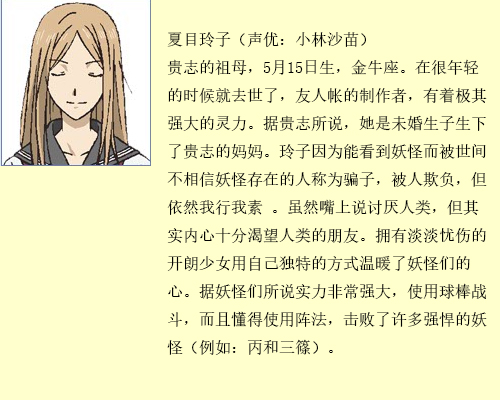 夏目玲子（声优：小林沙苗）
贵志的祖母，5月15日生，金牛座。在很年轻
的时候就去世了，友人帐的制作者，有着极其
强大的灵力。据贵志所说，她是未婚生子生下
了贵志的妈妈。玲子因为能看到妖怪而被世间
不相信妖怪存在的人称为骗子，被人欺负，但
依然我行我素 。虽然嘴上说讨厌人类，但其
实内心十分渴望人类的朋友。拥有淡淡忧伤的
开朗少女用自己独特的方式温暖了妖怪们的
心。据妖怪们所说实力非常强大，使用球棒战
斗，而且懂得使用阵法，击败了许多强悍的妖
怪（例如：丙和三篠）。